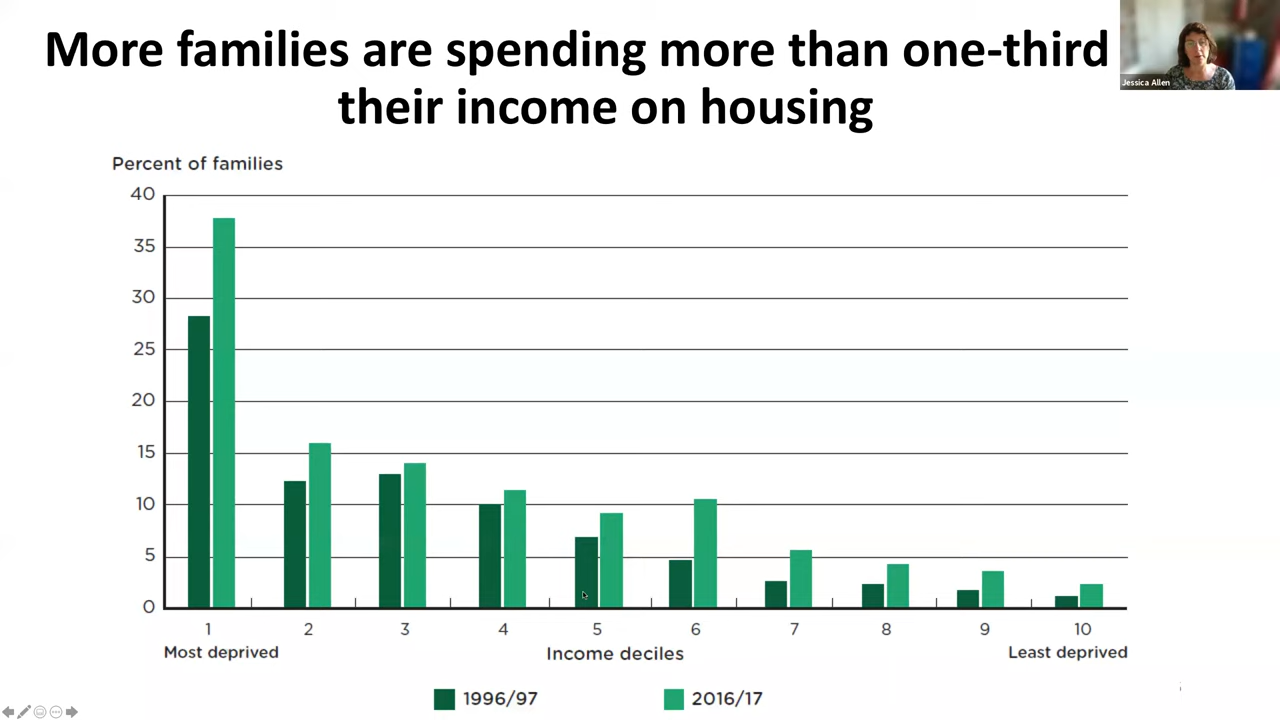 More families are spending more than one-third
their income on housing
Jessica Allen
Percent of families
40
35
30
25
20
15
10
5
0
1 2 3 4 5 6 7 8 9 10
Most deprived Income deciles Least deprived
1996/97 2016/17